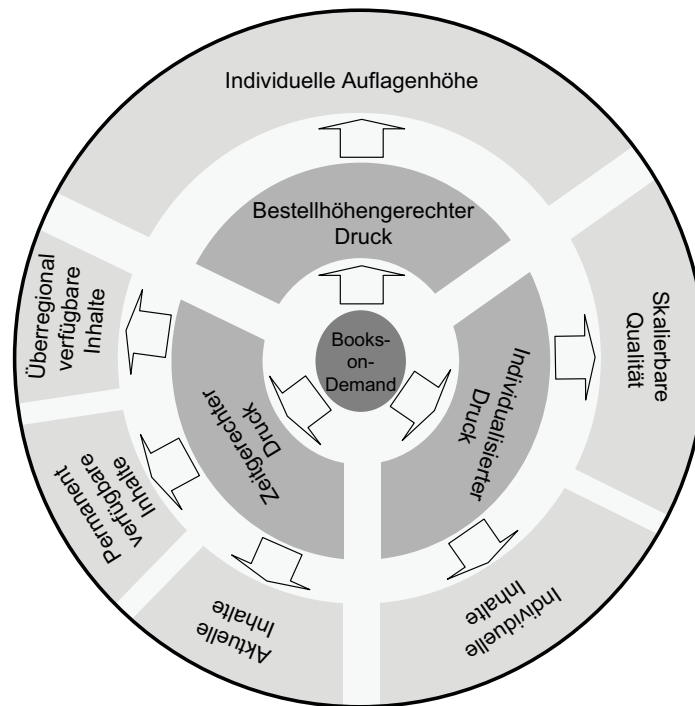 Individuelle Auflagenhöhe
Bestellhöhengerechter
Druck
Books-
on-
Demand
Individualisierter
Druck
Zeitgerechter
Druck
Skalierbare
Qualität
Individuelle
Inhalte
Aktuelle
Inhalte
Permanent
verfügbare
Inhalte
Überregional
verfügbare
Inhalte